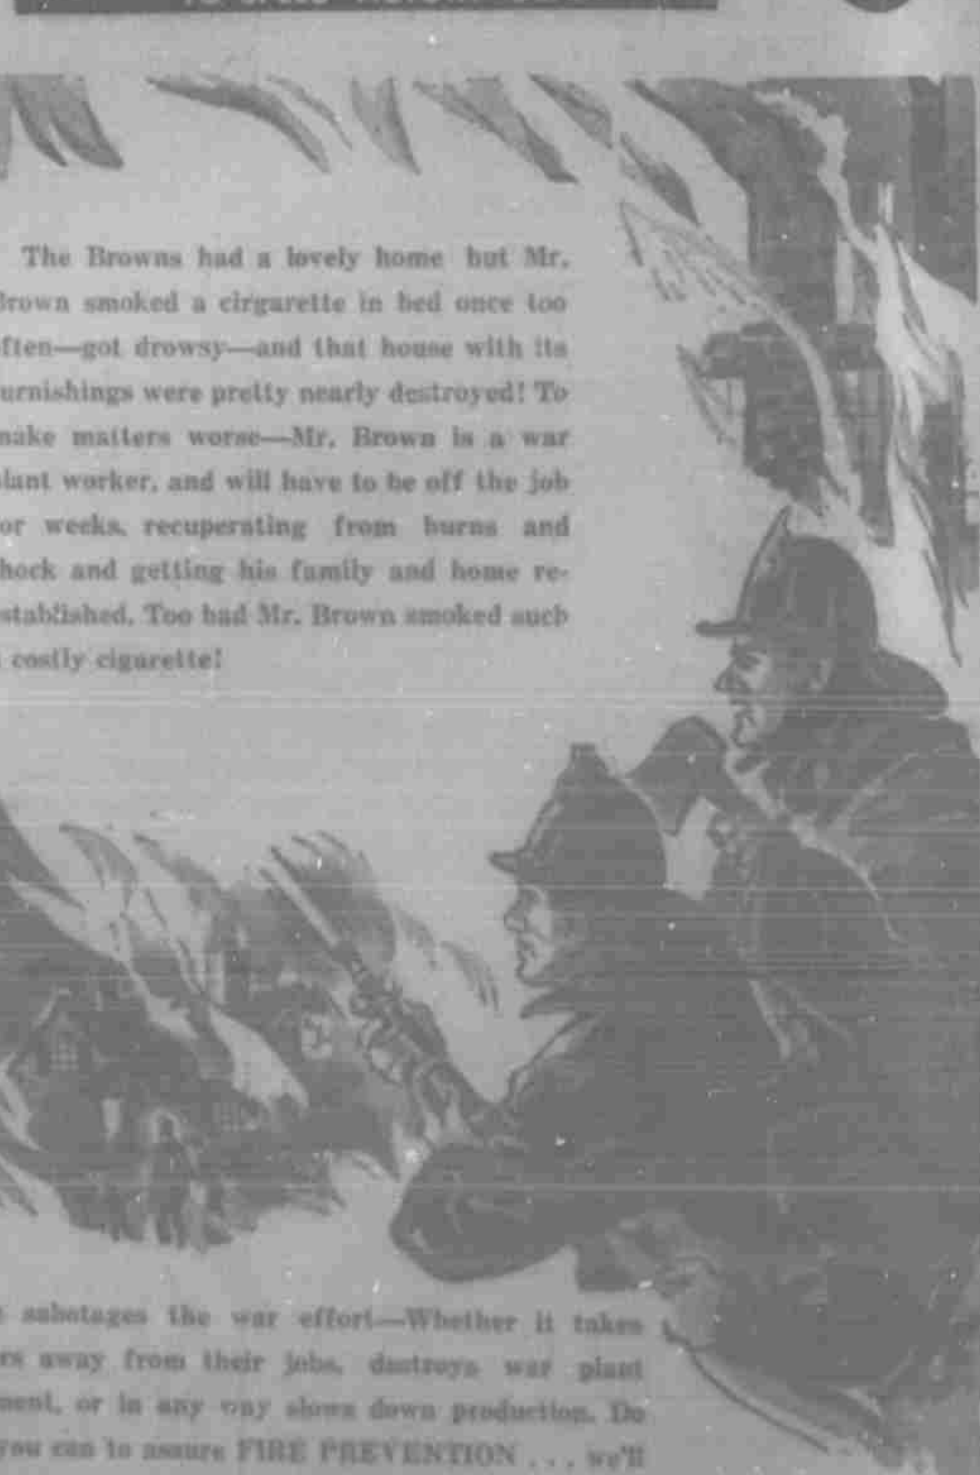 The Browns had a lovely home but Mr.
Brown smoked a cirgarette in bed once too
ften—got drowsy—and that house with its
urnishings were pretty nearly destroyed! To
make matters worse—Mr. Brown is a war
plant worker, and will have to be off the job
or weeks, recuperating from burns and
hock and getting his family and home re-
stablished. Too bad Mr. Brown smoked such
costly cigarette!
sabotages the war effort—Whether it takes
rs away from their jobs, destroys war plant
ment, or in any way slows down production. Do
you can to assure FIRE PREVENTION . . . we'll